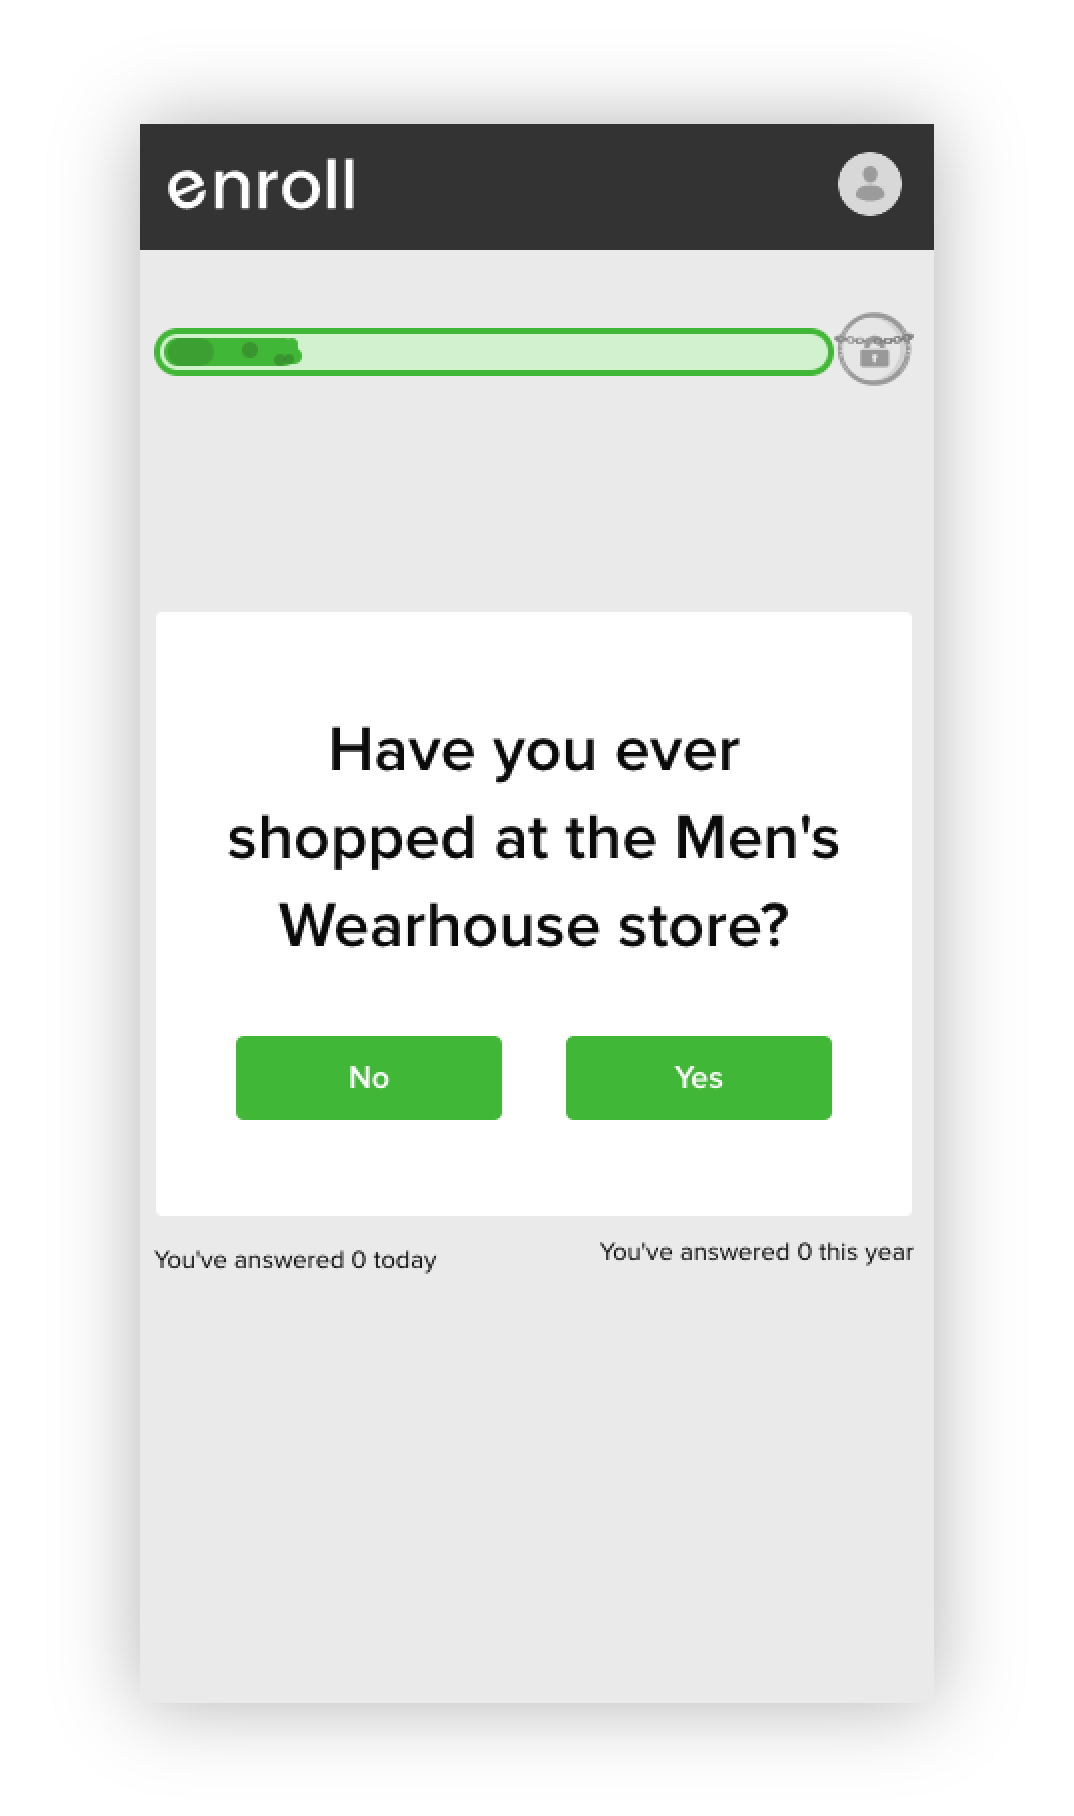 enroll
Have you ever
shopped at the Men's
Wearhouse store?
No
Yes
You've answered 0 today
You've answered 0 this year